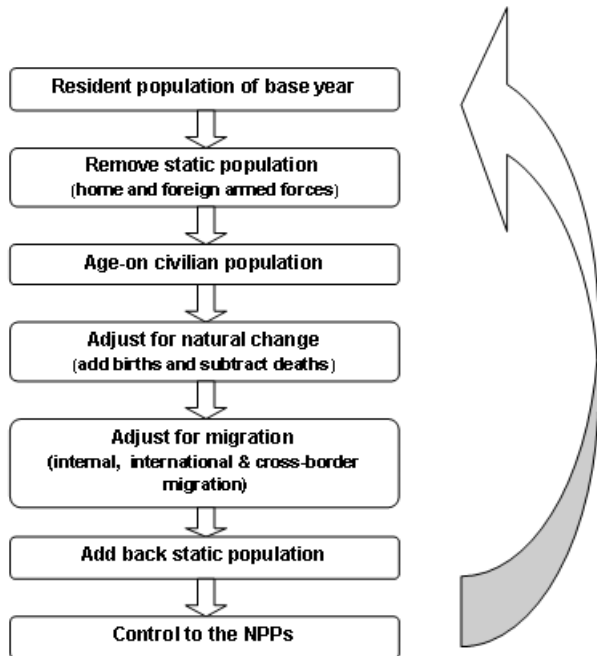 Resident population of base year
Remove static population
(home and foreign armed forces)
Age-on civilian population
Adjust for natural change
(add births and subtract deaths)
Adjust for migration
(internal, international & cross-border
migration)
Add back static population
Control to the NPPs